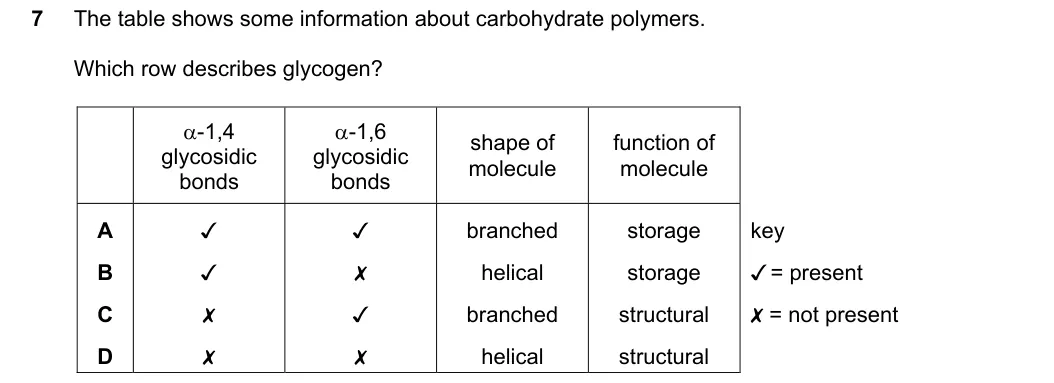 7 The table shows some information about carbohydrate polymers.
Which row describes glycogen?
α-1,4 glycosidic bonds α-1,6 glycosidic bonds shape of molecule function of molecule
A ✓ ✓ branched storage key
B ✓ ✗ helical storage ✓ = present
C ✗ ✓ branched structural ✗ = not present
D ✗ ✗ helical structural